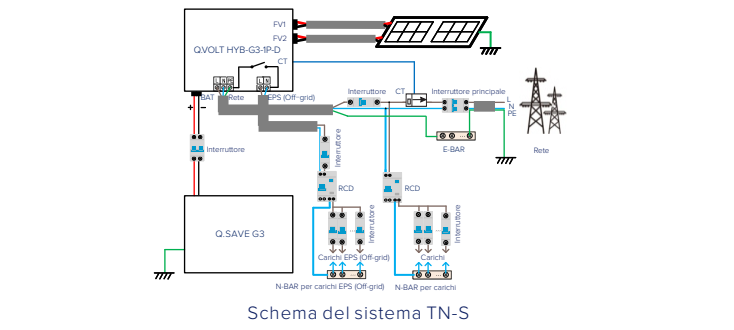 FV1
FV2
Q.VOLT HYB-G3-1P-D
CT
L N PE
L N
BAT
Rete
EPS (Off-grid)
+
−
Interruttore
Interruttore
CT
Interruttore principale
L
N
PE
E-BAR
Rete
Interruttore
RCD
RCD
Q.SAVE G3
Interruttore
Interruttore
Carichi EPS (Off-grid)
Carichi
N-BAR per carichi EPS (Off-grid)
N-BAR per carichi
Schema del sistema TN-S